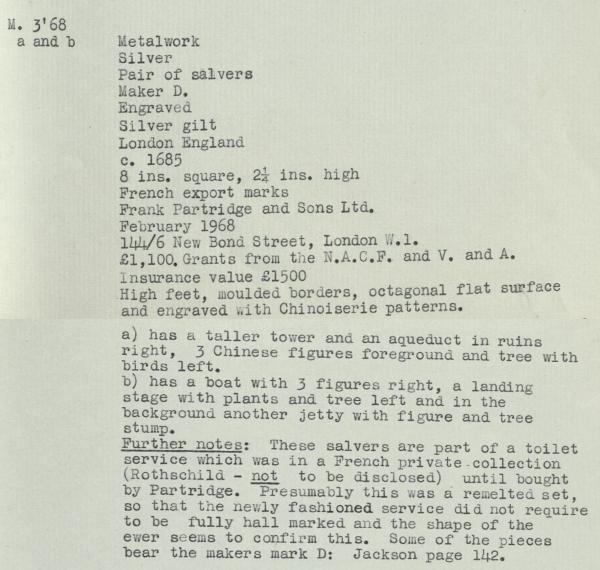 M. 3'68
a and b Metalwork
Silver
Pair of salvers
Maker D.
Engraved
Silver gilt
London England
c. 1685
8 ins. square, 2¼ ins. high
French export marks
Frank Partridge and Sons Ltd.
February 1968
144/6 New Bond Street, London W.1.
£1,100. Grants from the N.A.C.F. and V. and A.
Insurance value £1500
High feet, moulded borders, octagonal flat surface
and engraved with Chinoiserie patterns.
a) has a taller tower and an aqueduct in ruins
right, 3 Chinese figures foreground and tree with
birds left.
b) has a boat with 3 figures right, a landing
stage with plants and tree left and in the
background another jetty with figure and tree
stump.
Further notes: These salvers are part of a toilet
service which was in a French private collection
(Rothschild - not to be disclosed) until bought
by Partridge. Presumably this was a remelted set,
so that the newly fashioned service did not require
to be fully hall marked and the shape of the
ewer seems to confirm this. Some of the pieces
bear the makers mark D: Jackson page 142.